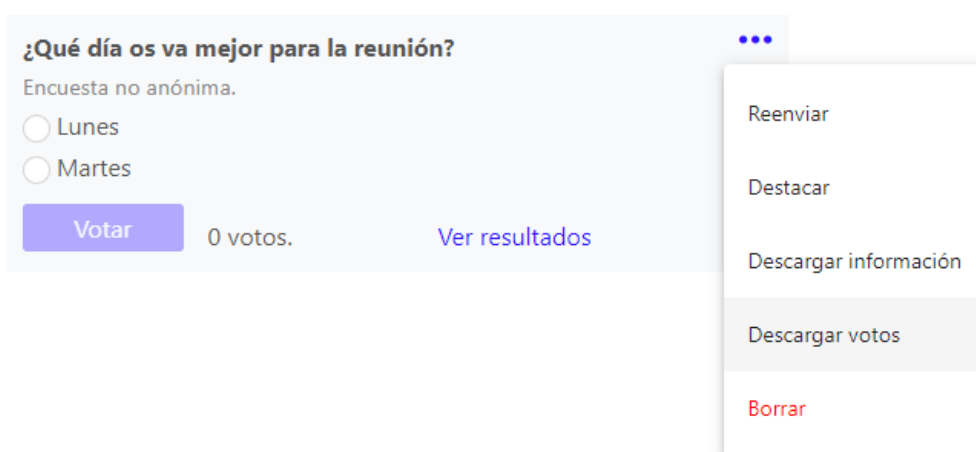 ¿Qué día os va mejor para la reunión?
Encuesta no anónima.
Lunes
Martes
Votar
0 votos.
Ver resultados
Reenviar
Destacar
Descargar información
Descargar votos
Borrar